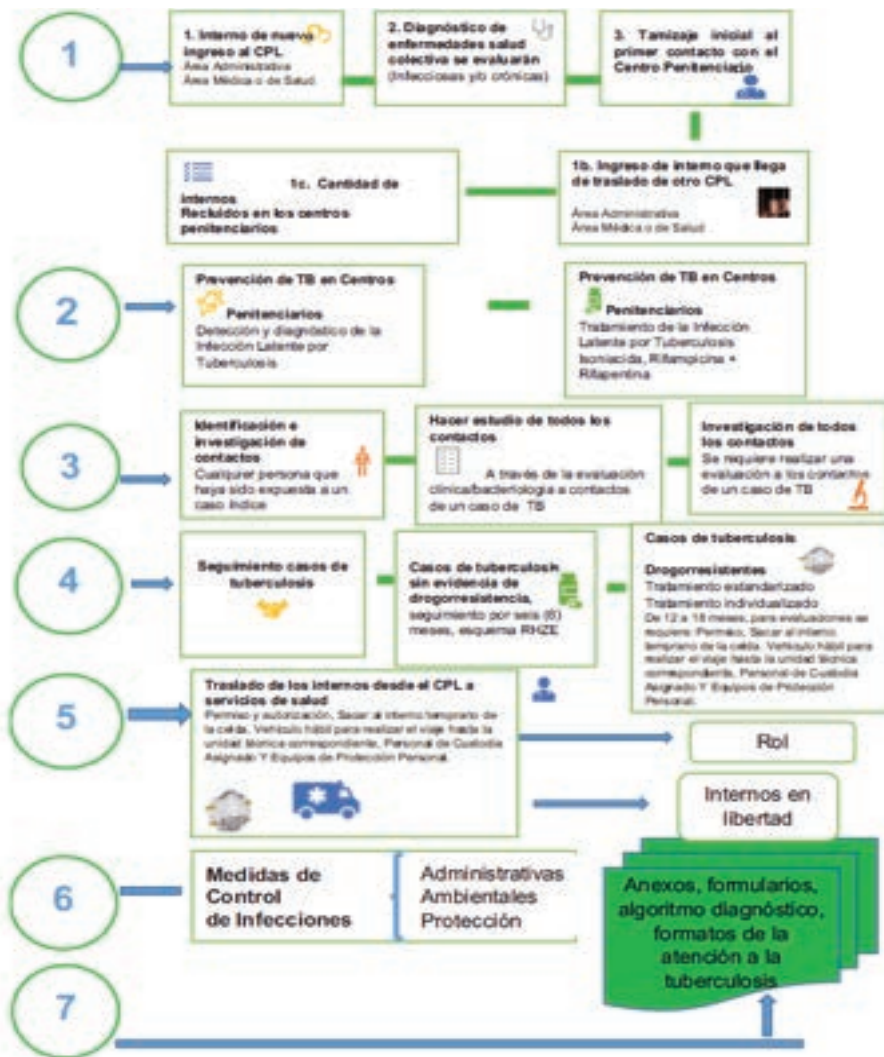 1
1. Interno de nuevo
ingreso al CPL
Área Administrativa
Área Médica o de Salud
2. Diagnóstico de
enfermedades salud
colectiva se evaluarán
(Infecciosas y/o crónicas)
3. Tamizaje inicial al
primer contacto con el
Centro Penitenciario
1c. Cantidad de
internos
Recluidos en los centros
penitenciarios
1b. Ingreso de interno que llega
de traslado de otro CPL
Área Administrativa
Área Médica o de Salud
2
Prevención de TB en Centros
Penitenciarios
Detección y diagnóstico de la
Infección Latente por
Tuberculosis
Prevención de TB en Centros
Penitenciarios
Tratamiento de la Infección
Latente por Tuberculosis
Isoniacida, Rifampicina +
Rifapentina
3
Identificación e
investigación de
contactos
Cualquier persona que
haya sido expuesta a un
caso índice
Hacer estudio de todos los
contactos
A través de la evaluación
clínica/bacteriología a contactos
de un caso de TB
Investigación de todos
los contactos
Se requiere realizar una
evaluación a los contactos
de un caso de TB
4
Seguimiento casos de
tuberculosis
Casos de tuberculosis
sin evidencia de
drogorresistencia,
seguimiento por seis (6)
meses, esquema RHZE
Casos de tuberculosis
Drogorresistentes
Tratamiento estandarizado
Tratamiento individualizado
De 12 a 18 meses, para evaluaciones se
requiere: Permiso, Sacar al interno
temprano de la celda. Vehículo hábil para
realizar el viaje hasta la unidad técnica
correspondiente, Personal de Custodia
Asignado Y Equipos de Protección
Personal.
5
Traslado de los internos desde el CPL a
servicios de salud
Permiso y autorización, Sacar al interno temprano de
la celda. Vehículo hábil para realizar el viaje hasta la
unidad técnica correspondiente, Personal de Custodia
Asignado Y Equipos de Protección Personal.
Rol
Internos en
libertad
6
Medidas de
Control
de Infecciones
Administrativas
Ambientales
Protección
Anexos, formularios,
algoritmo diagnóstico,
formatos de la
atención a la
tuberculosis
7